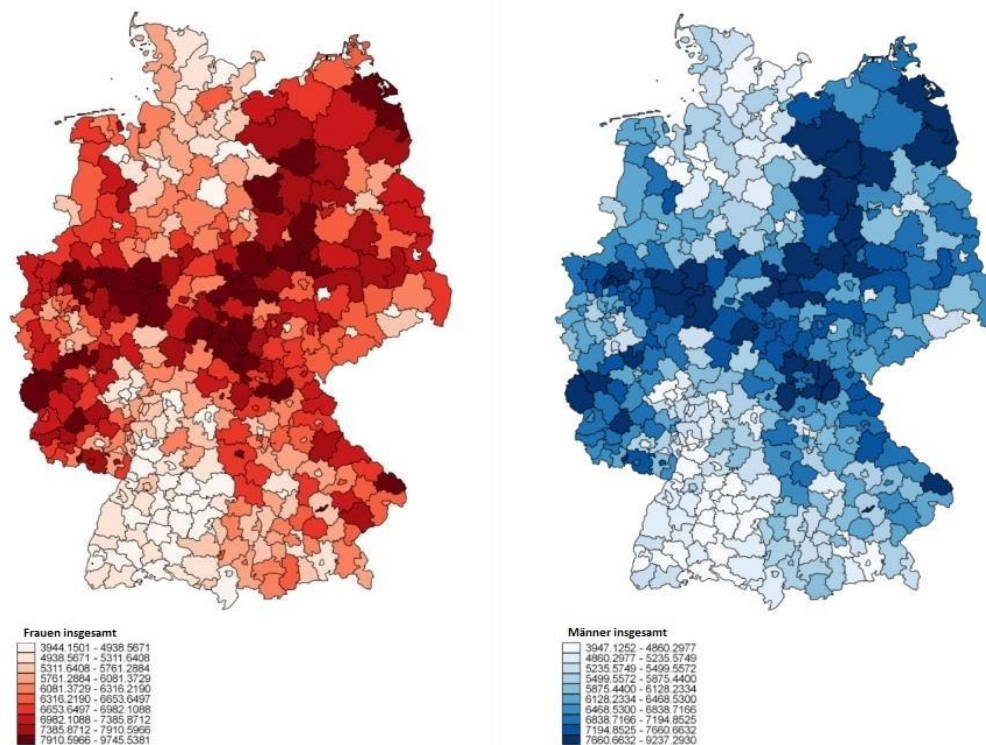 Frauen insgesamt
3944.1501 - 4938.5671
4938.5671 - 5311.6408
5311.6408 - 5761.2884
5761.2884 - 6081.3729
6081.3729 - 6316.2190
6316.2190 - 6653.6497
6653.6497 - 6982.1088
6982.1088 - 7385.8712
7385.8712 - 7910.5966
7910.5966 - 9745.5381
Männer insgesamt
3947.1252 - 4860.2977
4860.2977 - 5235.5749
5235.5749 - 5499.5572
5499.5572 - 5875.4400
5875.4400 - 6128.2334
6128.2334 - 6468.5300
6468.5300 - 6838.7166
6838.7166 - 7194.8525
7194.8525 - 7660.6632
7660.6632 - 9237.2930